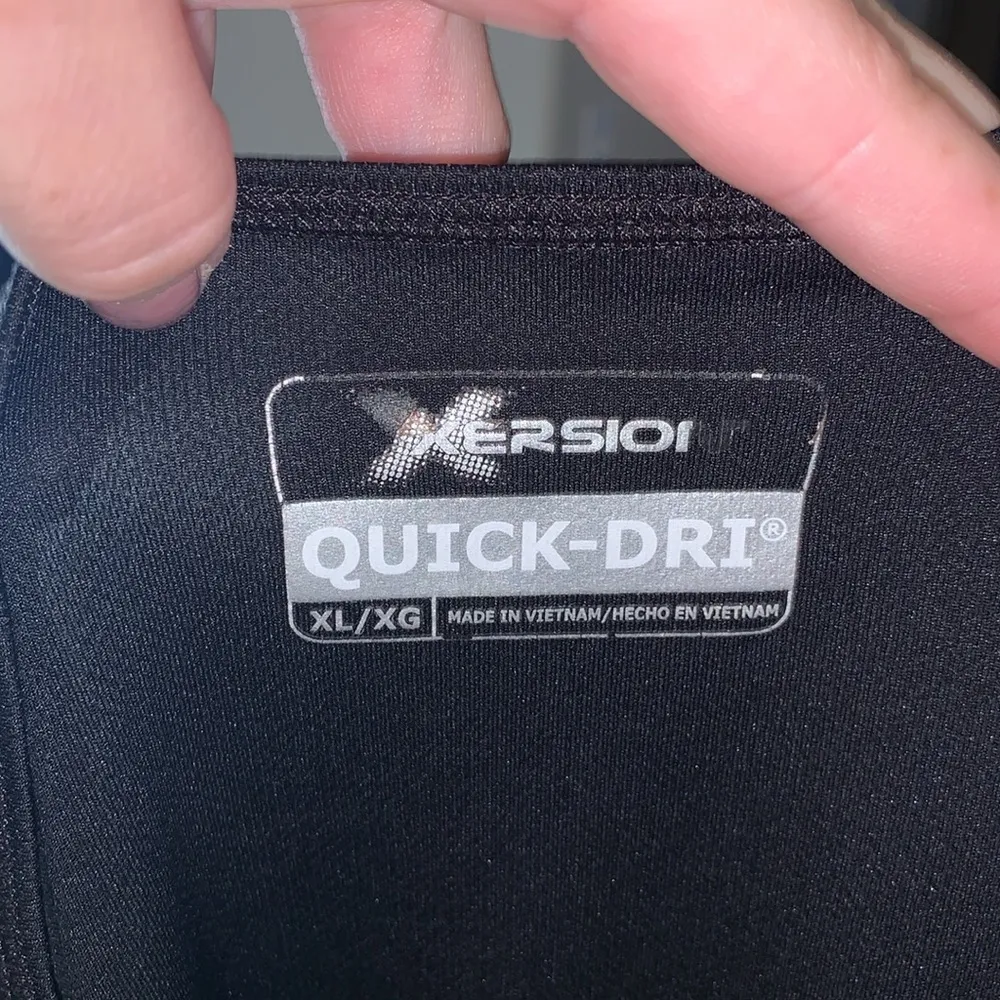 XERSION
QUICK-DRI®
XL/XG
MADE IN VIETNAM/HECHO EN VIETNAM